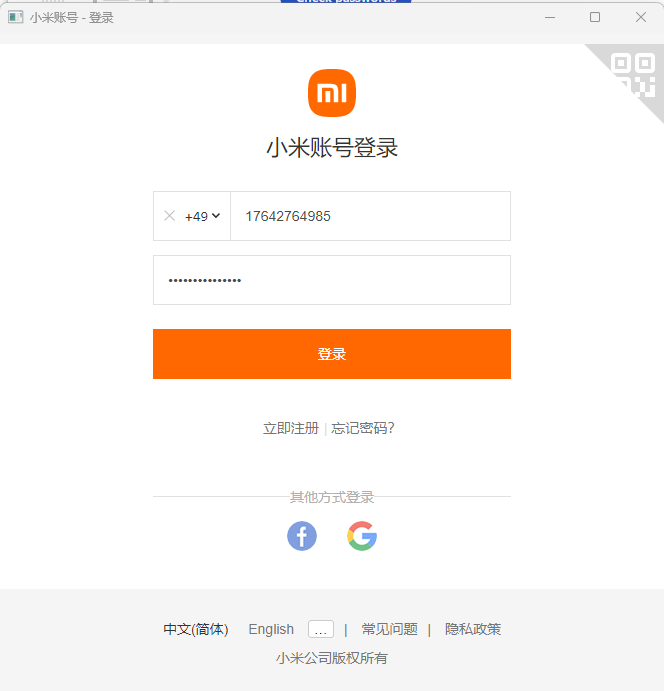 小米账号 - 登录
小米账号登录
+49 17642764985
•••••••••••••••
登录
立即注册 | 忘记密码?
其他方式登录
中文(简体) English ... | 常见问题 | 隐私政策
小米公司版权所有